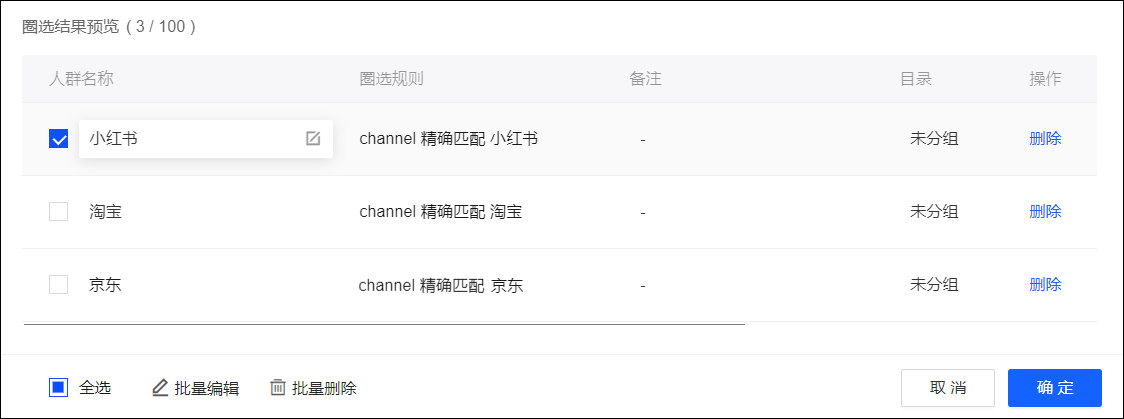 圈选结果预览 ( 3 / 100 )
人群名称 圈选规则 备注 目录 操作
小红书 channel 精确匹配 小红书 - 未分组 删除
淘宝 channel 精确匹配 淘宝 - 未分组 删除
京东 channel 精确匹配 京东 - 未分组 删除
全选 批量编辑 批量删除 取 消 确 定